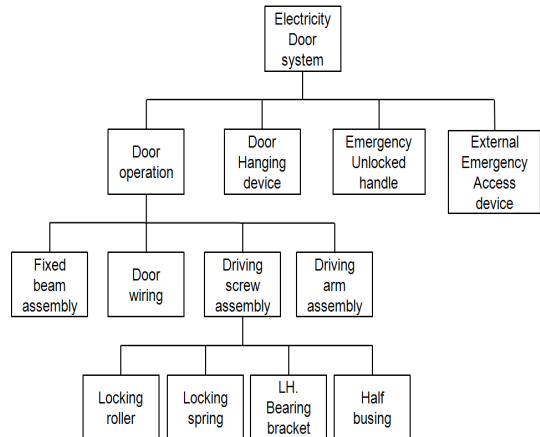 Electricity
Door
system
Door
operation
Door
Hanging
device
Emergency
Unlocked
handle
External
Emergency
Access
device
Fixed
beam
assembly
Door
wiring
Driving
screw
assembly
Driving
arm
assembly
Locking
roller
Locking
spring
LH.
Bearing
bracket
Half
busing